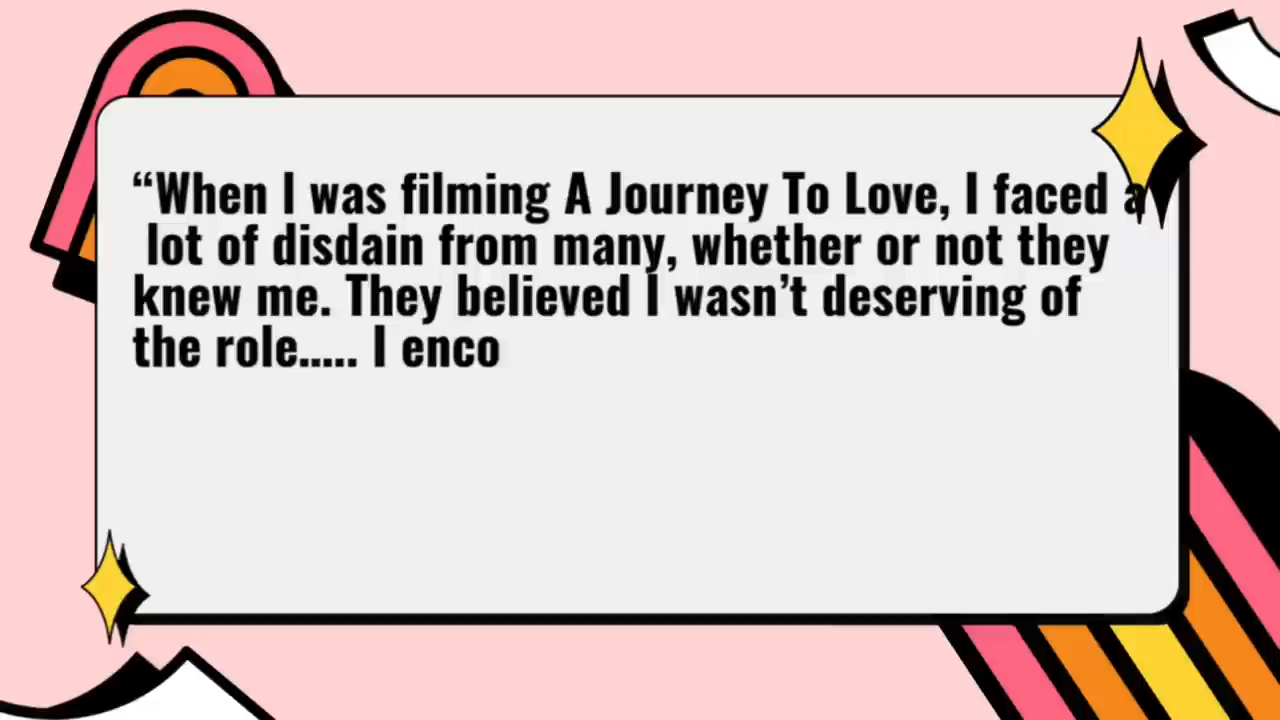 “When I was filming A Journey To Love, I faced a
lot of disdain from many, whether or not they
knew me. They believed I wasn’t deserving of
the role..... I enco